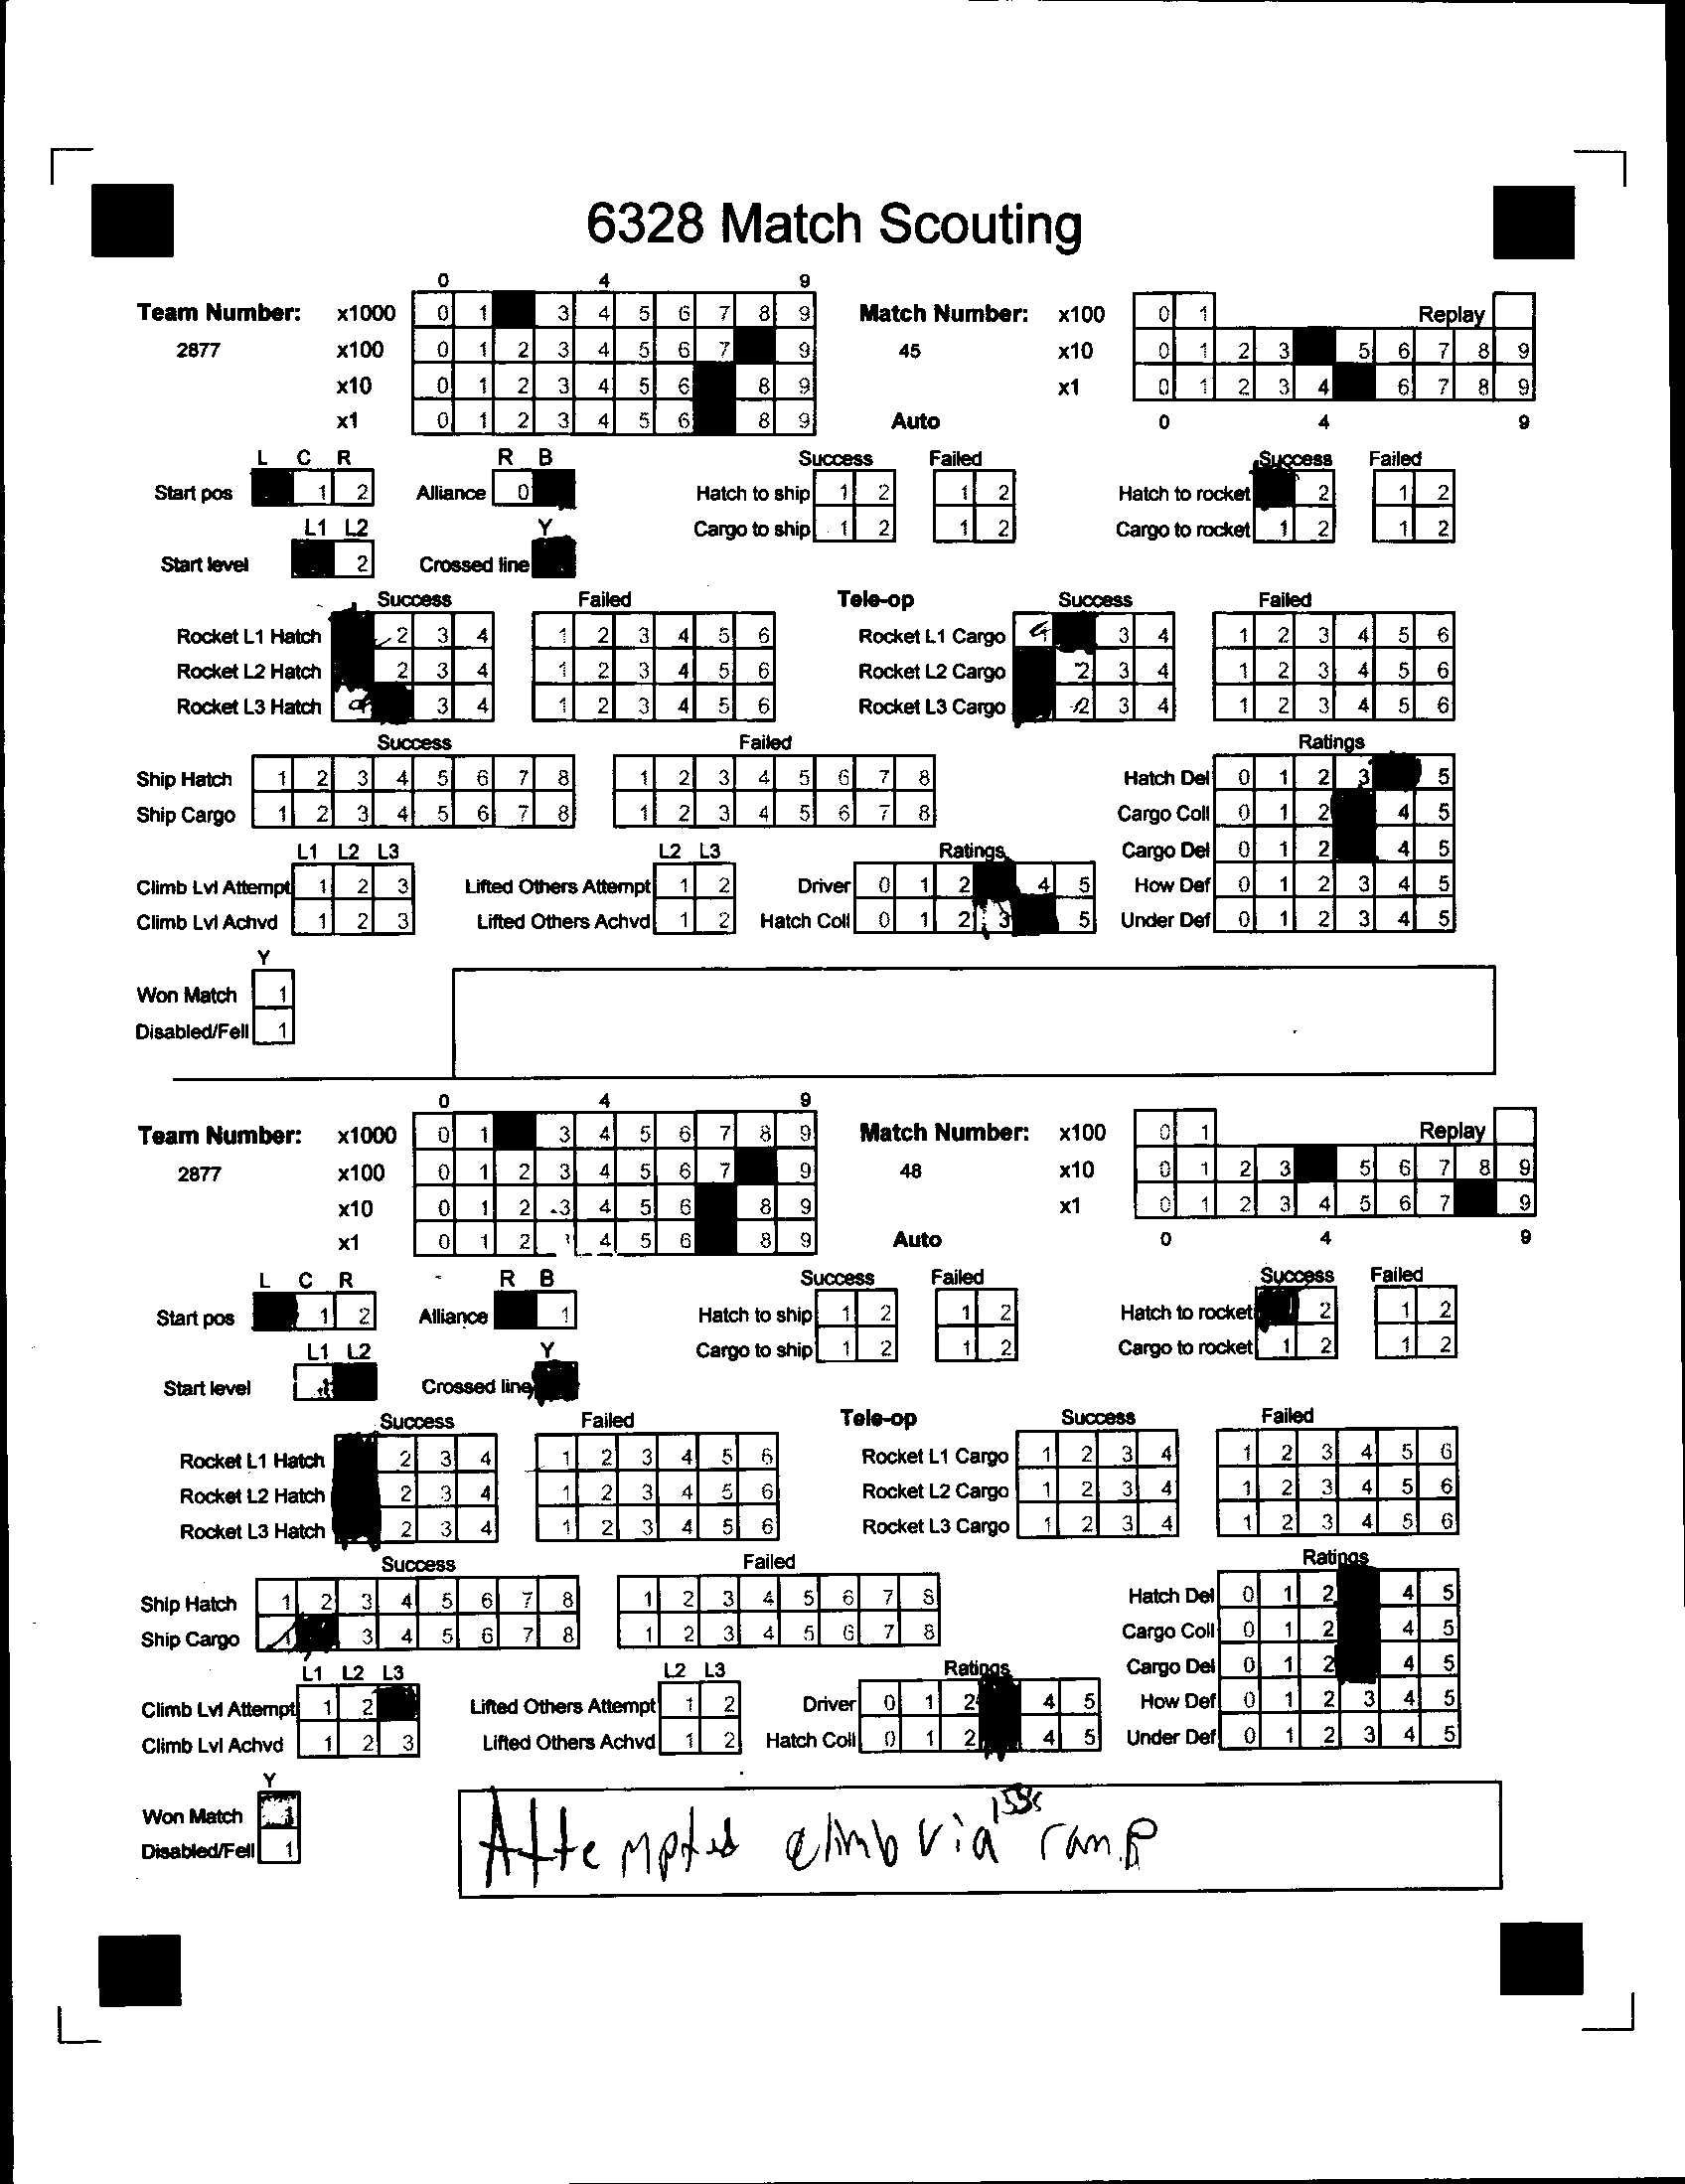 6328 Match Scouting
0 4 9
Team Number: x1000 0 1 3 4 5 6 7 8 9 Match Number: x100 0 1 Replay
2877 x100 0 1 2 3 4 5 6 7 9 45 x10 0 1 2 3 5 6 7 8 9
x10 0 1 2 3 4 5 6 8 9 x1 0 1 2 3 4 6 7 8 9
x1 0 1 2 3 4 5 6 8 9 Auto 0 4 9
L C R R B Success Failed Success Failed
Start pos 1 2 Alliance 0 Hatch to ship 1 2 1 2 Hatch to rocket 2 1 2
L1 L2 Y Cargo to ship 1 2 1 2 Cargo to rocket 1 2 1 2
Start level 2 Crossed line
Success Failed Tele-op Success Failed
Rocket L1 Hatch 2 3 4 1 2 3 4 5 6 Rocket L1 Cargo 3 4 1 2 3 4 5 6
Rocket L2 Hatch 2 3 4 1 2 3 4 5 6 Rocket L2 Cargo 2 3 4 1 2 3 4 5 6
Rocket L3 Hatch 3 4 1 2 3 4 5 6 Rocket L3 Cargo 2 3 4 1 2 3 4 5 6
Success Failed Ratings
Ship Hatch 1 2 3 4 5 6 7 8 1 2 3 4 5 6 7 8 Hatch Del 0 1 2 3 5
Ship Cargo 1 2 3 4 5 6 7 8 1 2 3 4 5 6 7 8 Cargo Coll 0 1 2 4 5
L1 L2 L3 L2 L3 Ratings Cargo Del 0 1 2 4 5
Climb Lvl Attempt 1 2 3 Lifted Others Attempt 1 2 Driver 0 1 2 4 5 How Def 0 1 2 3 4 5
Climb Lvl Achvd 1 2 3 Lifted Others Achvd 1 2 Hatch Coll 0 1 2 3 5 Under Def 0 1 2 3 4 5
Y
Won Match 1
Disabled/Fell 1
0 4 9
Team Number: x1000 0 1 3 4 5 6 7 8 9 Match Number: x100 0 1 Replay
2877 x100 0 1 2 3 4 5 6 7 9 48 x10 0 1 2 3 5 6 7 8 9
x10 0 1 2 3 4 5 6 8 9 x1 0 1 2 3 4 5 6 7 9
x1 0 1 2 4 5 6 8 9 Auto 0 4 9
L C R R B Success Failed Success Failed
Start pos 1 2 Alliance 1 Hatch to ship 1 2 1 2 Hatch to rocket 2 1 2
L1 L2 Y Cargo to ship 1 2 1 2 Cargo to rocket 1 2 1 2
Start level Crossed line
Success Failed Tele-op Success Failed
Rocket L1 Hatch 2 3 4 1 2 3 4 5 6 Rocket L1 Cargo 1 2 3 4 1 2 3 4 5 6
Rocket L2 Hatch 2 3 4 1 2 3 4 5 6 Rocket L2 Cargo 1 2 3 4 1 2 3 4 5 6
Rocket L3 Hatch 2 3 4 1 2 3 4 5 6 Rocket L3 Cargo 1 2 3 4 1 2 3 4 5 6
Success Failed Ratings
Ship Hatch 1 2 3 4 5 6 7 8 1 2 3 4 5 6 7 8 Hatch Del 0 1 2 4 5
Ship Cargo 1 3 4 5 6 7 8 1 2 3 4 5 6 7 8 Cargo Coll 0 1 2 4 5
L1 L2 L3 L2 L3 Ratings Cargo Del 0 1 2 4 5
Climb Lvl Attempt 1 2 Lifted Others Attempt 1 2 Driver 0 1 2 4 5 How Def 0 1 2 3 4 5
Climb Lvl Achvd 1 2 3 Lifted Others Achvd 1 2 Hatch Coll 0 1 2 4 5 Under Def 0 1 2 3 4 5
Y
Won Match 1
Disabled/Fell 1
Attempted climb via ramp